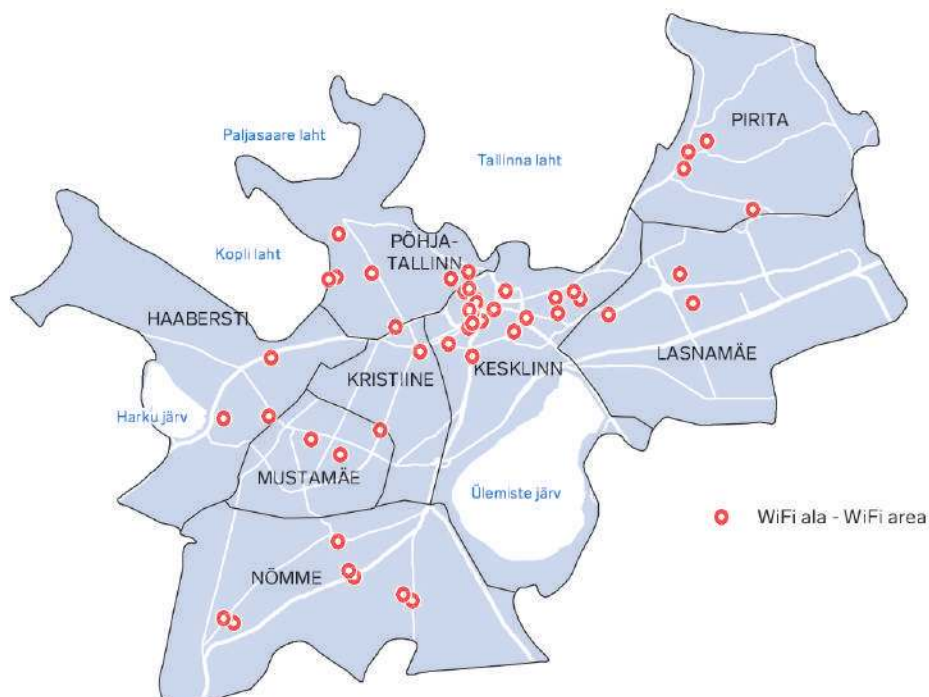 PIRITA
Paljasaare laht
Tallinna laht
PÕHJA-
TALLINN
Kopli laht
HAABERSTI
LASNAMÄE
KESKLINN
KRISTIINE
Harku järv
MUSTAMÄE
Ülemiste järv
WiFi ala - WiFi area
NÕMME